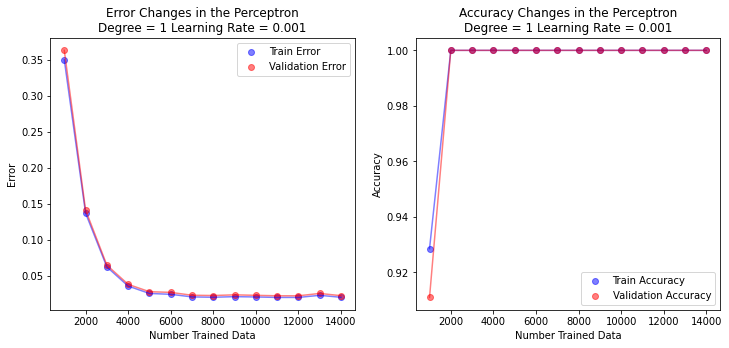 Error Changes in the Perceptron
Degree = 1 Learning Rate = 0.001
Train Error
Validation Error
0.35
0.30
0.25
0.20
0.15
0.10
0.05
Error
2000 4000 6000 8000 10000 12000 14000
Number Trained Data
Accuracy Changes in the Perceptron
Degree = 1 Learning Rate = 0.001
1.00
0.98
0.96
0.94
0.92
Accuracy
Train Accuracy
Validation Accuracy
2000 4000 6000 8000 10000 12000 14000
Number Trained Data